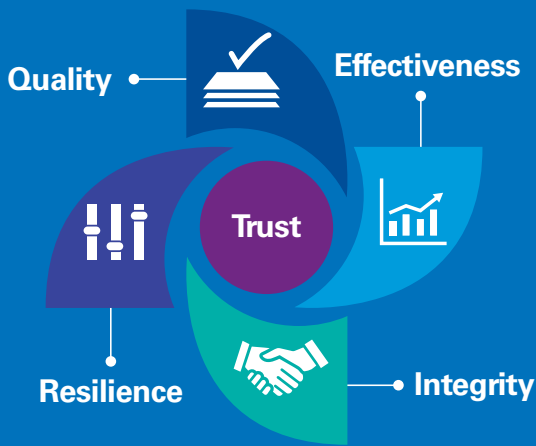 Effectiveness
Quality
Trust
Resilience
Integrity